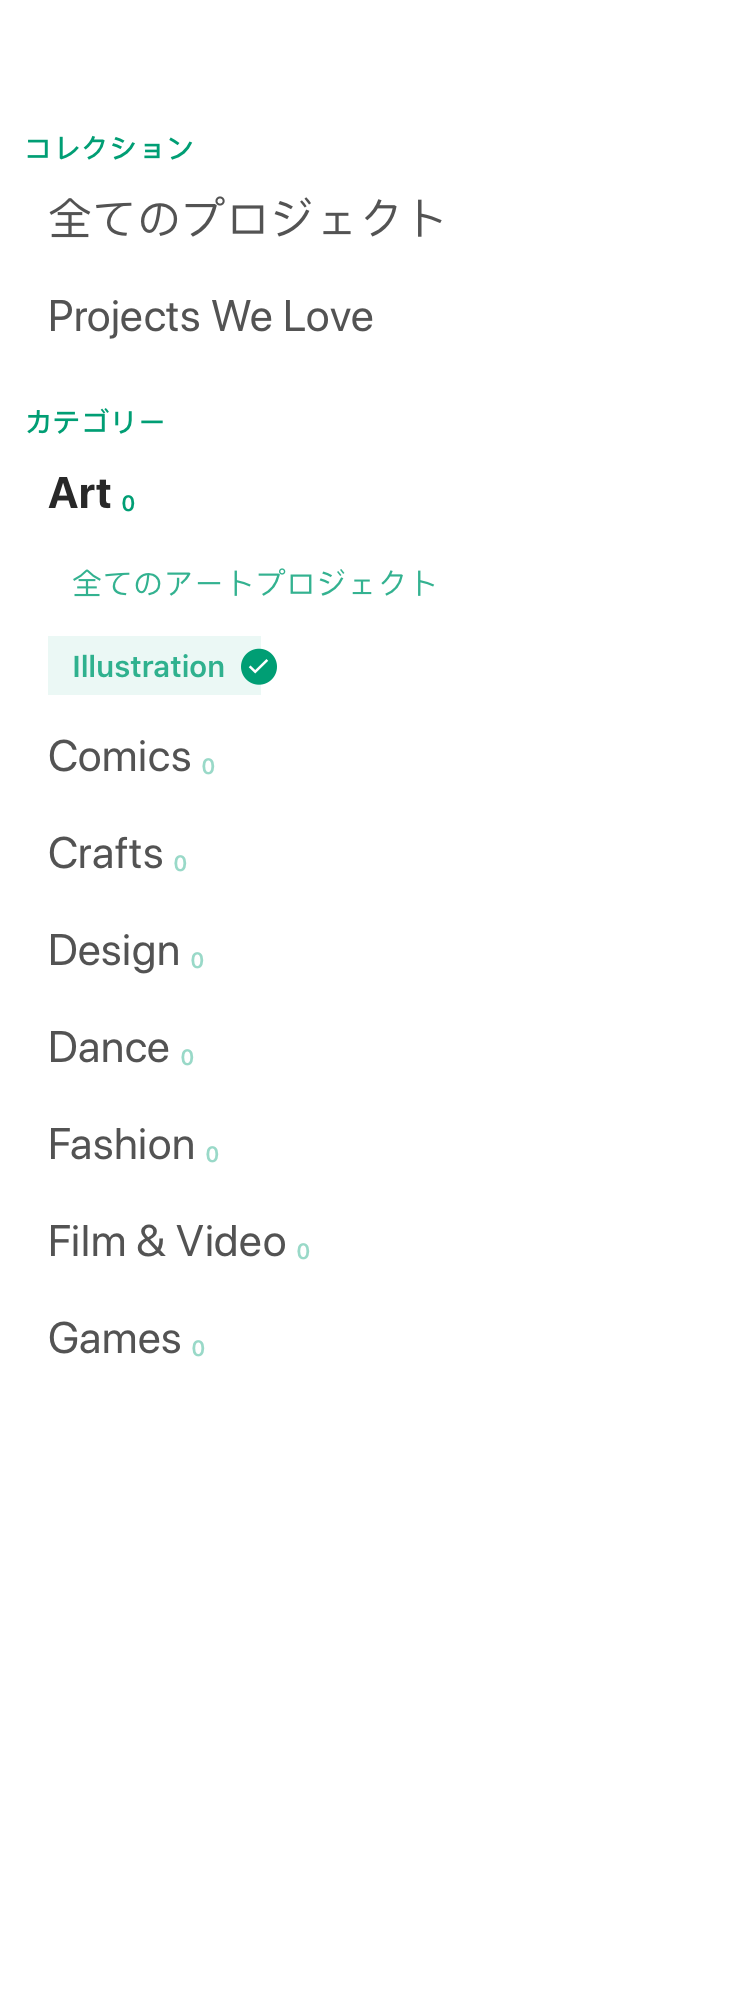 コレクション
全てのプロジェクト
Projects We Love
カテゴリー
Art 0
全てのアートプロジェクト
Illustration
Comics 0
Crafts 0
Design 0
Dance 0
Fashion 0
Film & Video 0
Games 0